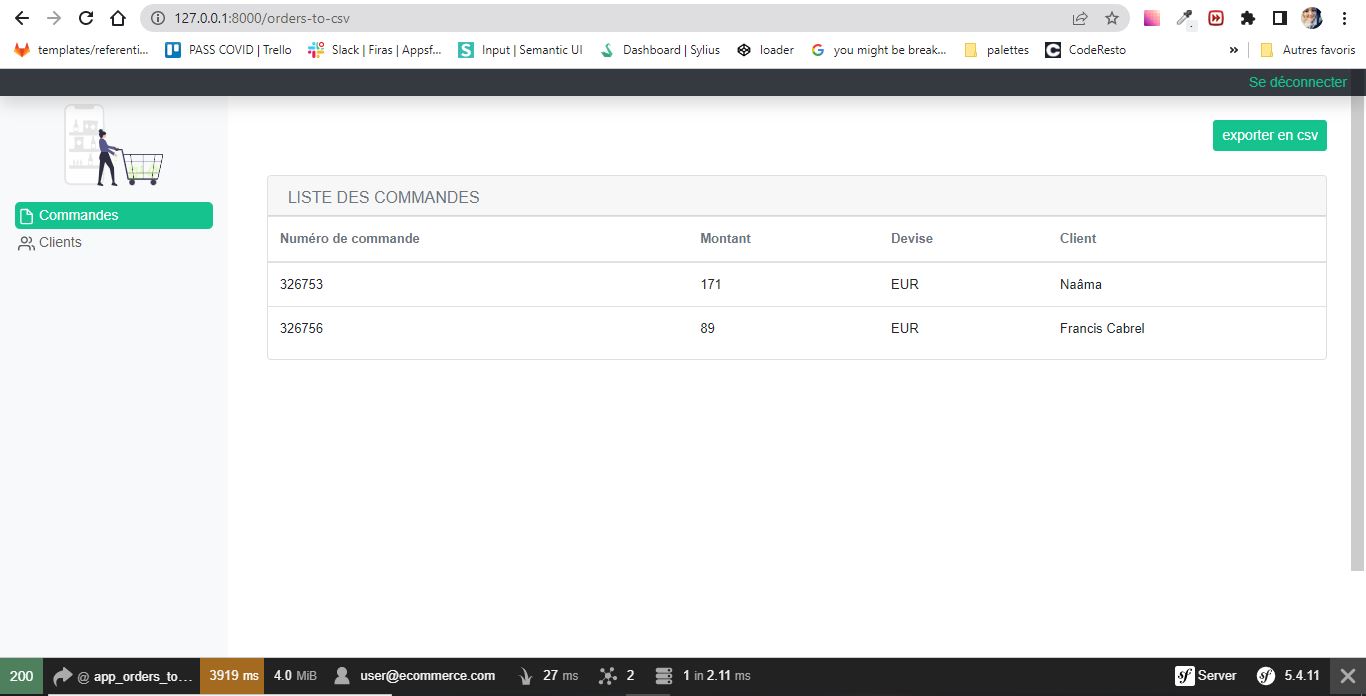 127.0.0.1:8000/orders-to-csv
templates/referenti... PASS COVID | Trello Slack | Firas | Appsf... Input | Semantic UI Dashboard | Sylius loader you might be break... palettes CodeResto » Autres favoris
Se déconnecter
exporter en csv
Commandes
Clients
LISTE DES COMMANDES
Numéro de commande Montant Devise Client
326753 171 EUR Naâma
326756 89 EUR Francis Cabrel
200 @ app_orders_to... 3919 ms 4.0 MiB user@ecommerce.com 27 ms 2 1 in 2.11 ms Server 5.4.11